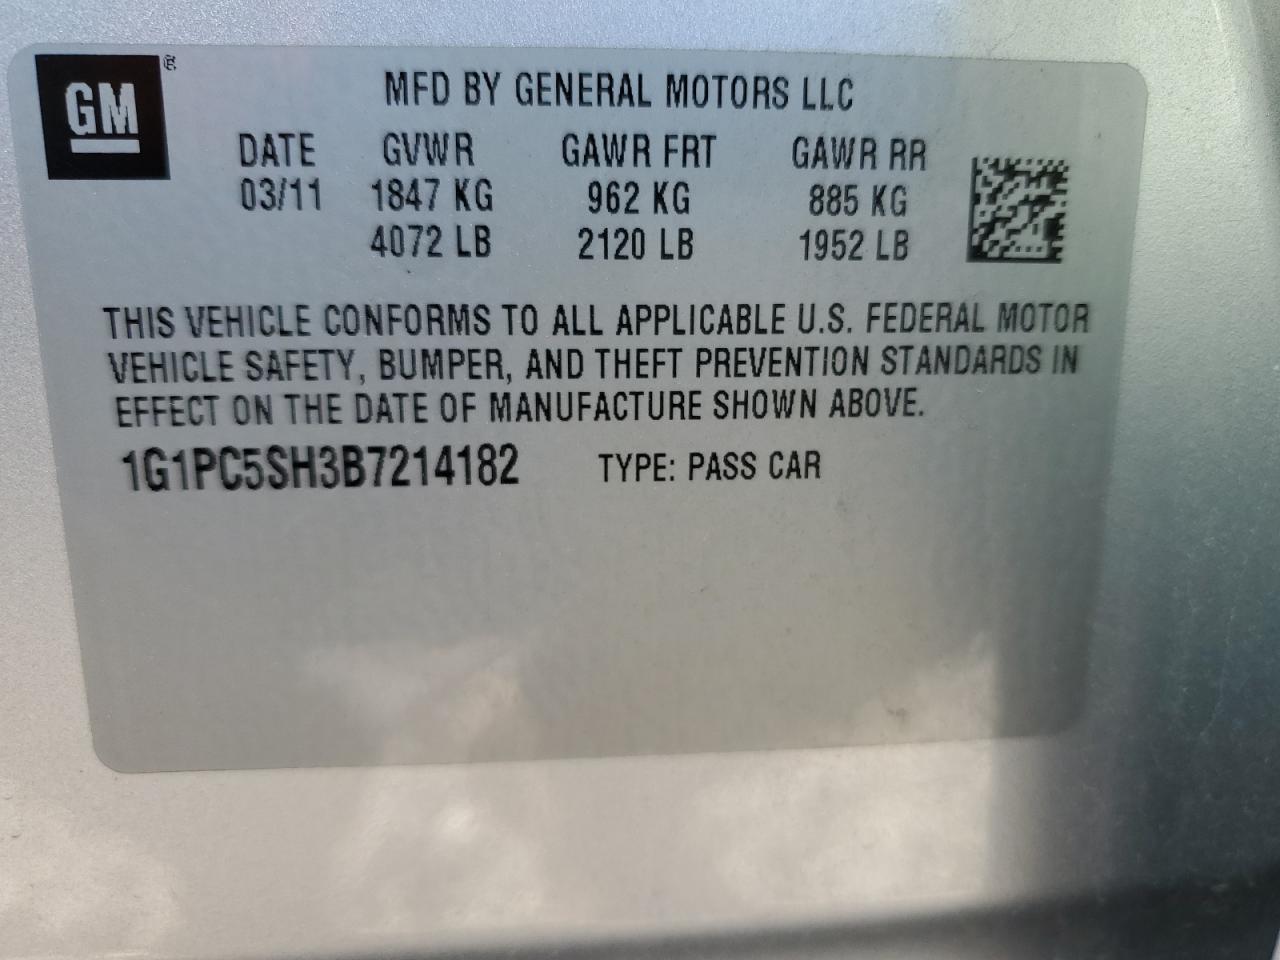 GM®
MFD BY GENERAL MOTORS LLC
DATE GVWR GAWR FRT GAWR RR
03/11 1847 KG 962 KG 885 KG
4072 LB 2120 LB 1952 LB
THIS VEHICLE CONFORMS TO ALL APPLICABLE U.S. FEDERAL MOTOR
VEHICLE SAFETY, BUMPER, AND THEFT PREVENTION STANDARDS IN
EFFECT ON THE DATE OF MANUFACTURE SHOWN ABOVE.
1G1PC5SH3B7214182 TYPE: PASS CAR